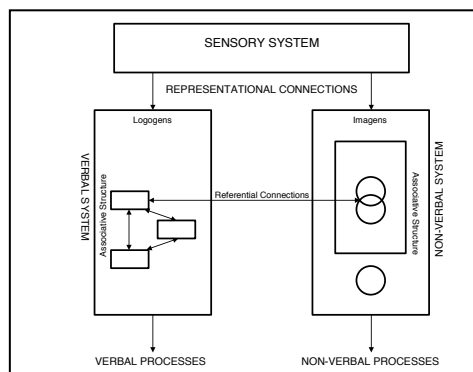 SENSORY SYSTEM
REPRESENTATIONAL CONNECTIONS
Logogens
Imagens
VERBAL SYSTEM
Associative Structure
Referential Connections
Associative Structure
NON-VERBAL SYSTEM
VERBAL PROCESSES
NON-VERBAL PROCESSES